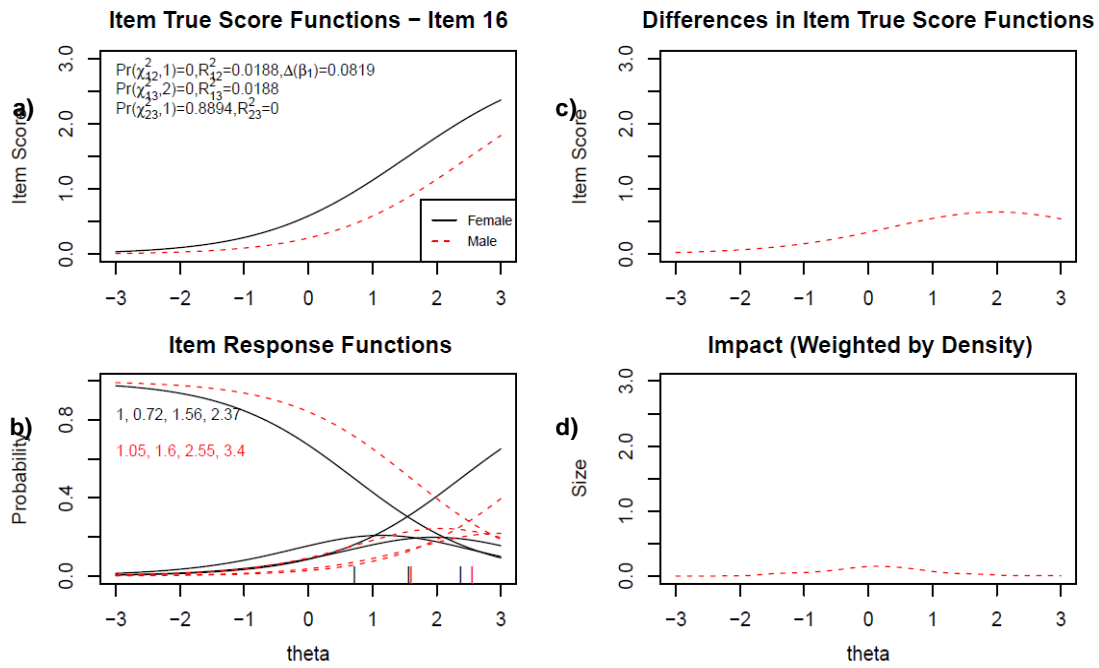 Item True Score Functions − Item 16
Pr(χ²₁₂,1)=0,R²₁₂=0.0188,Δ(β₁)=0.0819
Pr(χ²₁₃,2)=0,R²₁₃=0.0188
Pr(χ²₂₃,1)=0.8894,R²₂₃=0
a)
Item Score
3.0
2.0
1.0
0.0
Female
Male
−3 −2 −1 0 1 2 3
Differences in Item True Score Functions
c)
Item Score
3.0
2.0
1.0
0.0
−3 −2 −1 0 1 2 3
Item Response Functions
b)
Probability
0.8
0.4
0.0
1, 0.72, 1.56, 2.37
1.05, 1.6, 2.55, 3.4
−3 −2 −1 0 1 2 3
theta
Impact (Weighted by Density)
d)
Size
3.0
2.0
1.0
0.0
−3 −2 −1 0 1 2 3
theta